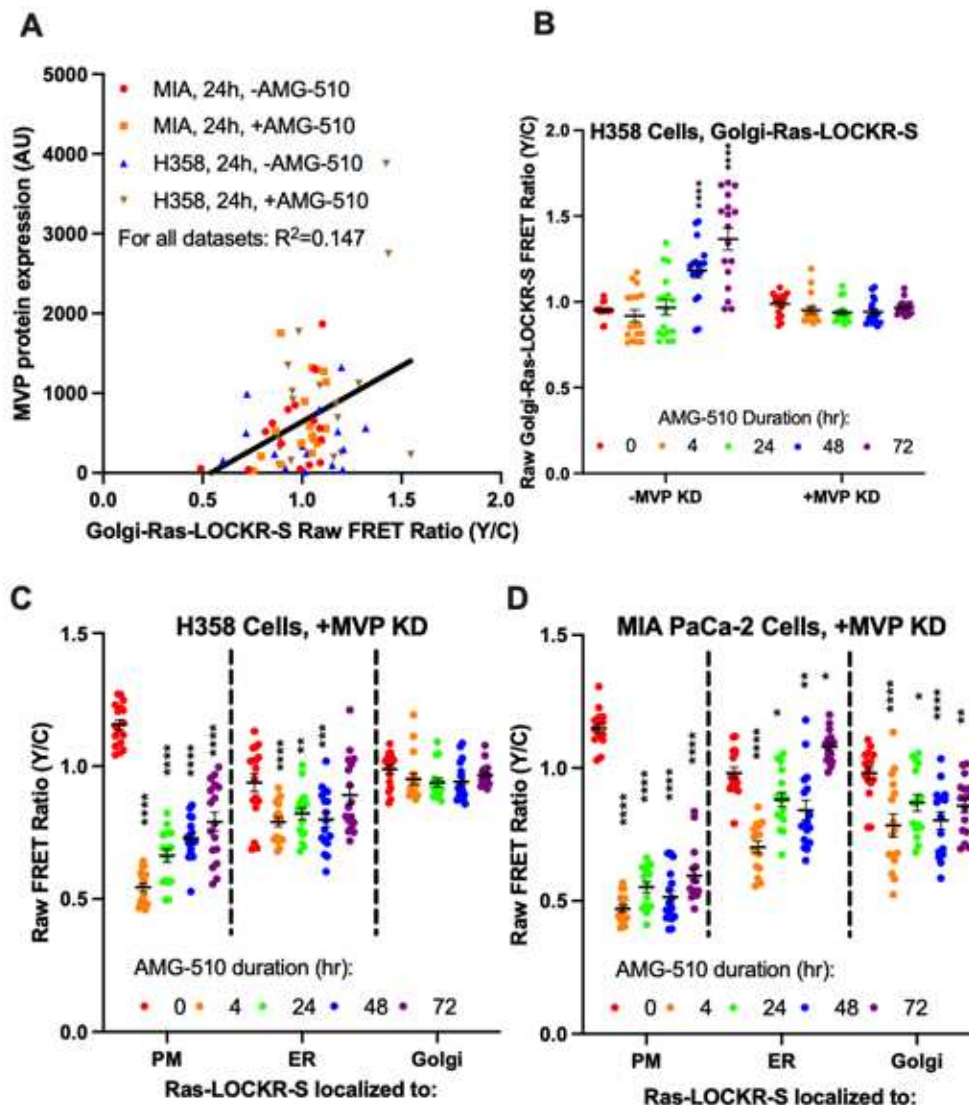 A
MVP protein expression (AU)
5000
4000
3000
2000
1000
0
MIA, 24h, -AMG-510
MIA, 24h, +AMG-510
H358, 24h, -AMG-510
H358, 24h, +AMG-510
For all datasets: R²=0.147
0.0 0.5 1.0 1.5 2.0
Golgi-Ras-LOCKR-S Raw FRET Ratio (Y/C)
B
Raw Golgi-Ras-LOCKR-S FRET Ratio (Y/C)
H358 Cells, Golgi-Ras-LOCKR-S
2.0
1.5
1.0
0.5
0.0
**** ****
AMG-510 Duration (hr):
0 4 24 48 72
-MVP KD +MVP KD
C
H358 Cells, +MVP KD
Raw FRET Ratio (Y/C)
1.5
1.0
0.5
0.0
**** **** **** **** **** ** ***
AMG-510 duration (hr):
0 4 24 48 72
PM ER Golgi
Ras-LOCKR-S localized to:
D
MIA PaCa-2 Cells, +MVP KD
Raw FRET Ratio (Y/C)
1.5
1.0
0.5
0.0
**** **** **** **** **** * ** * **** * **** **
AMG-510 duration (hr):
0 4 24 48 72
PM ER Golgi
Ras-LOCKR-S localized to: